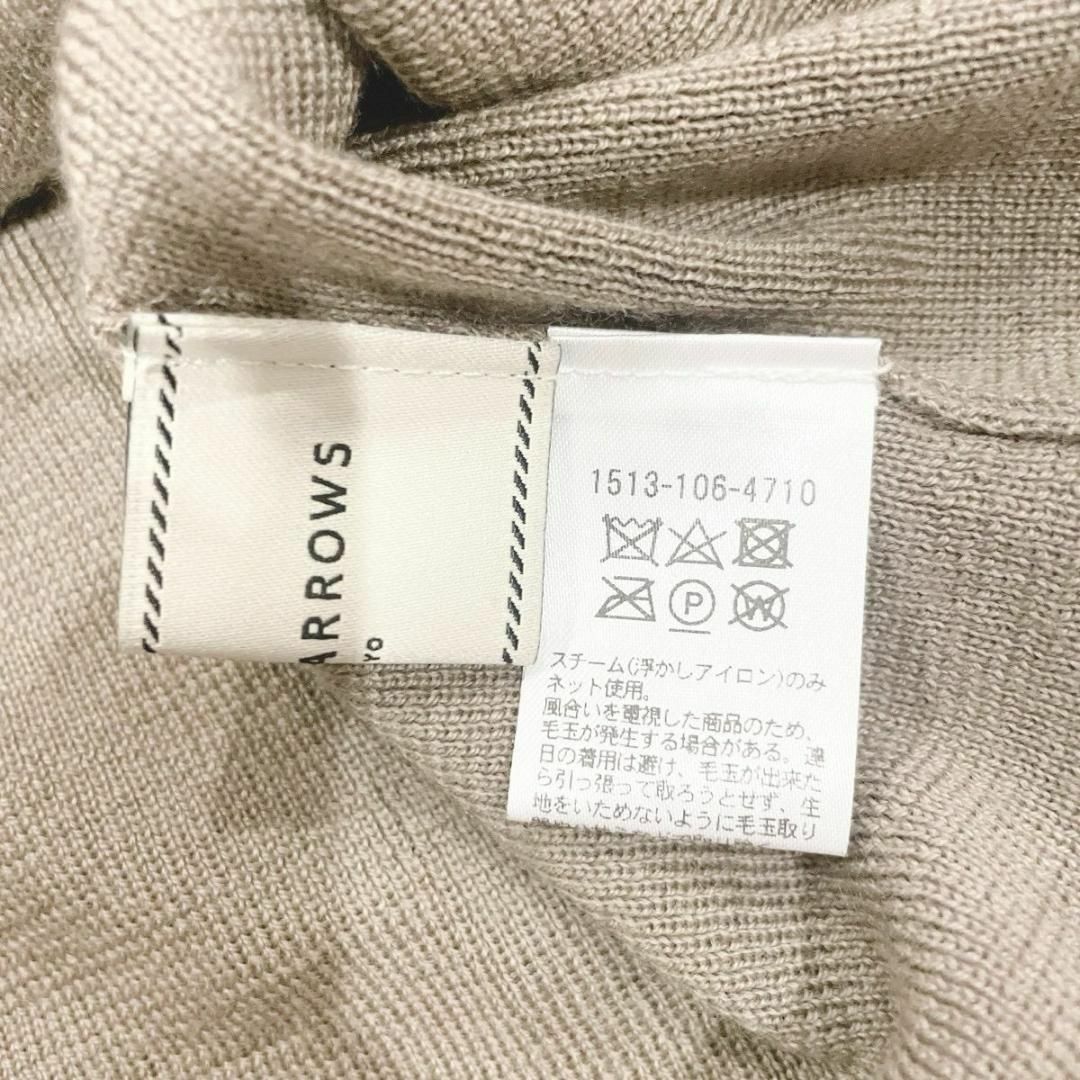 ARROWS
YO
1513-106-4710
P
W
スチーム(浮かしアイロン)のみ
ネット使用。
風合いを重視した商品のため、
毛玉が発生する場合がある。連
日の着用は避け、毛玉が出来た
ら引っ張って取ろうとせず、生
地をいためないように毛玉取り